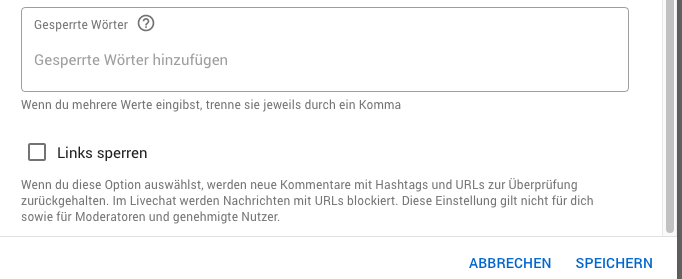 Gesperrte Wörter
Gesperrte Wörter hinzufügen
Wenn du mehrere Werte eingibst, trenne sie jeweils durch ein Komma
Links sperren
Wenn du diese Option auswählst, werden neue Kommentare mit Hashtags und URLs zur Überprüfung
zurückgehalten. Im Livechat werden Nachrichten mit URLs blockiert. Diese Einstellung gilt nicht für dich
sowie für Moderatoren und genehmigte Nutzer.
ABBRECHEN SPEICHERN